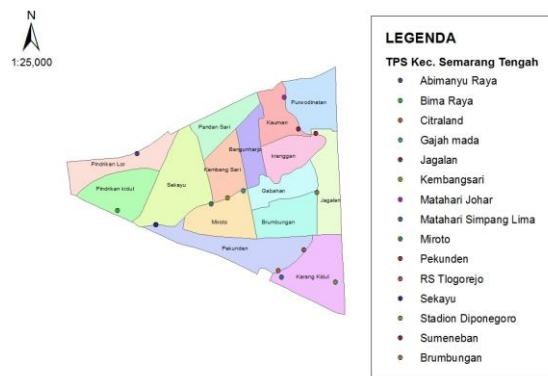 N
1:25,000
Purwodinatan
Kauman
Pandan Sari
Bangunharjo
Kranggan
Pindrikan Lor
Kembang Sari
Sekayu
Gabahan
Pindrikan kidul
Jagalan
Miroto
Brumbungan
Pekunden
Karang Kidul
LEGENDA
TPS Kec. Semarang Tengah
Abimanyu Raya
Bima Raya
Citraland
Gajah mada
Jagalan
Kembangsari
Matahari Johar
Matahari Simpang Lima
Miroto
Pekunden
RS Tlogorejo
Sekayu
Stadion Diponegoro
Sumeneban
Brumbungan